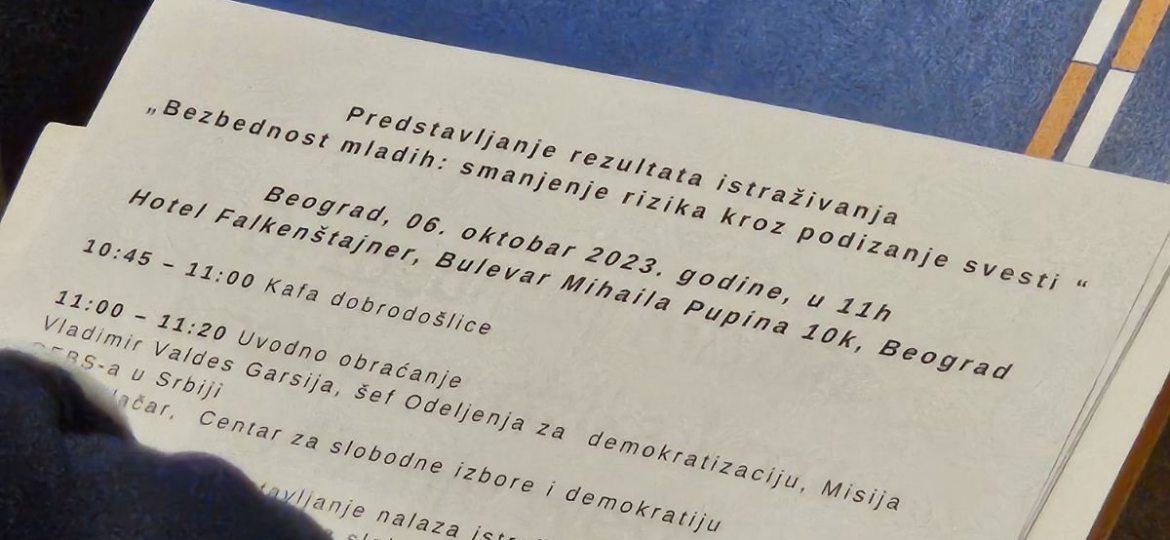 Predstavljanje rezultata istraživanja
„Bezbednost mladih: smanjenje rizika kroz podizanje svesti “
Beograd, 06. oktobar 2023. godine, u 11h
Hotel Falkenštajner, Bulevar Mihaila Pupina 10k, Beograd
10:45 – 11:00 Kafa dobrodošlice
11:00 – 11:20 Uvodno obraćanje
Vladimir Valdes Garsija, šef Odeljenja za demokratizaciju, Misija
u Srbiji
Centar za slobodne izbore i demokratiju
nalaza